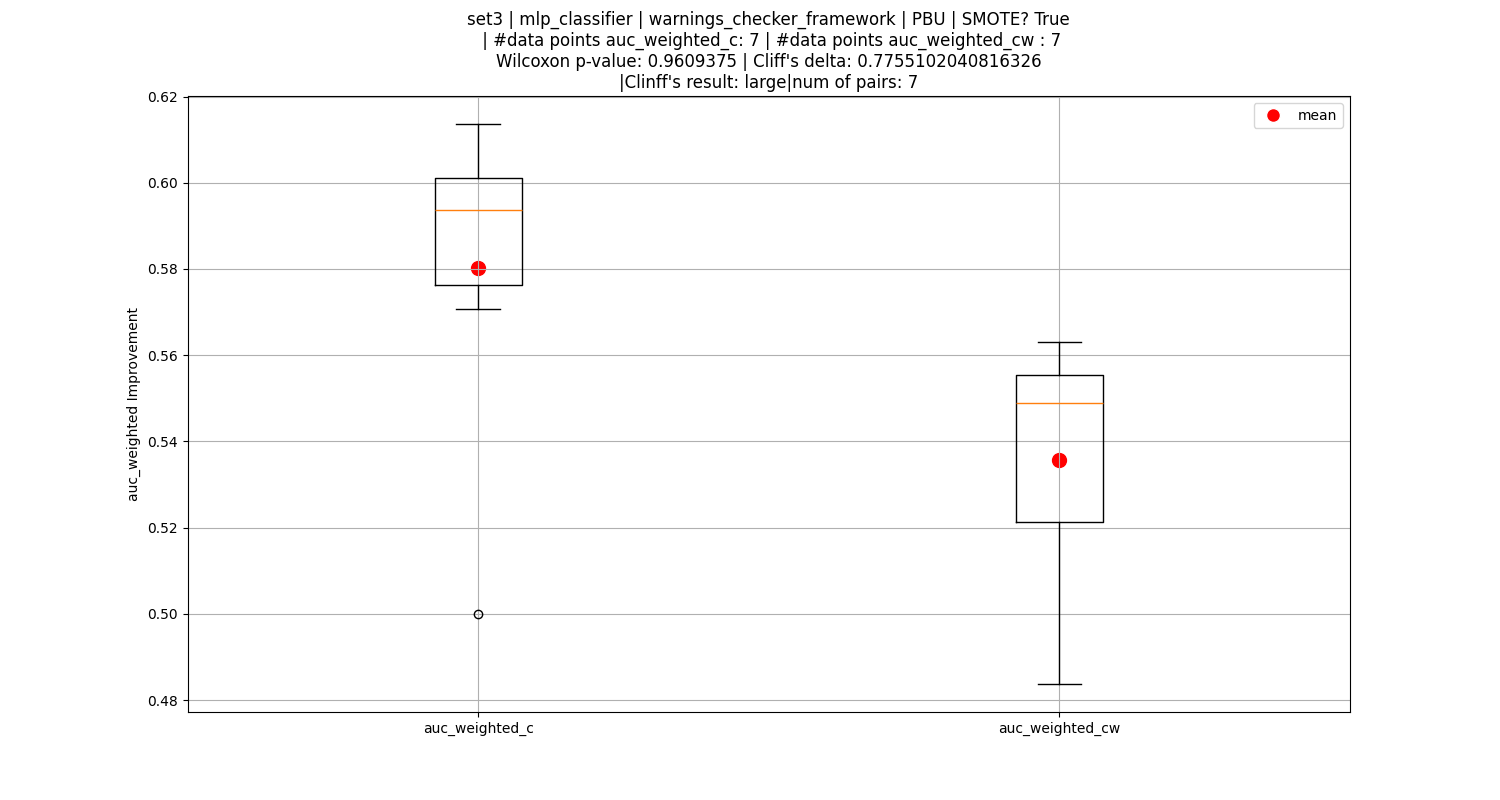 set3 | mlp_classifier | warnings_checker_framework | PBU | SMOTE? True
| #data points auc_weighted_c: 7 | #data points auc_weighted_cw : 7
Wilcoxon p-value: 0.9609375 | Cliff's delta: 0.7755102040816326
|Clinff's result: large|num of pairs: 7
mean
auc_weighted Improvement
0.62
0.60
0.58
0.56
0.54
0.52
0.50
0.48
auc_weighted_c
auc_weighted_cw